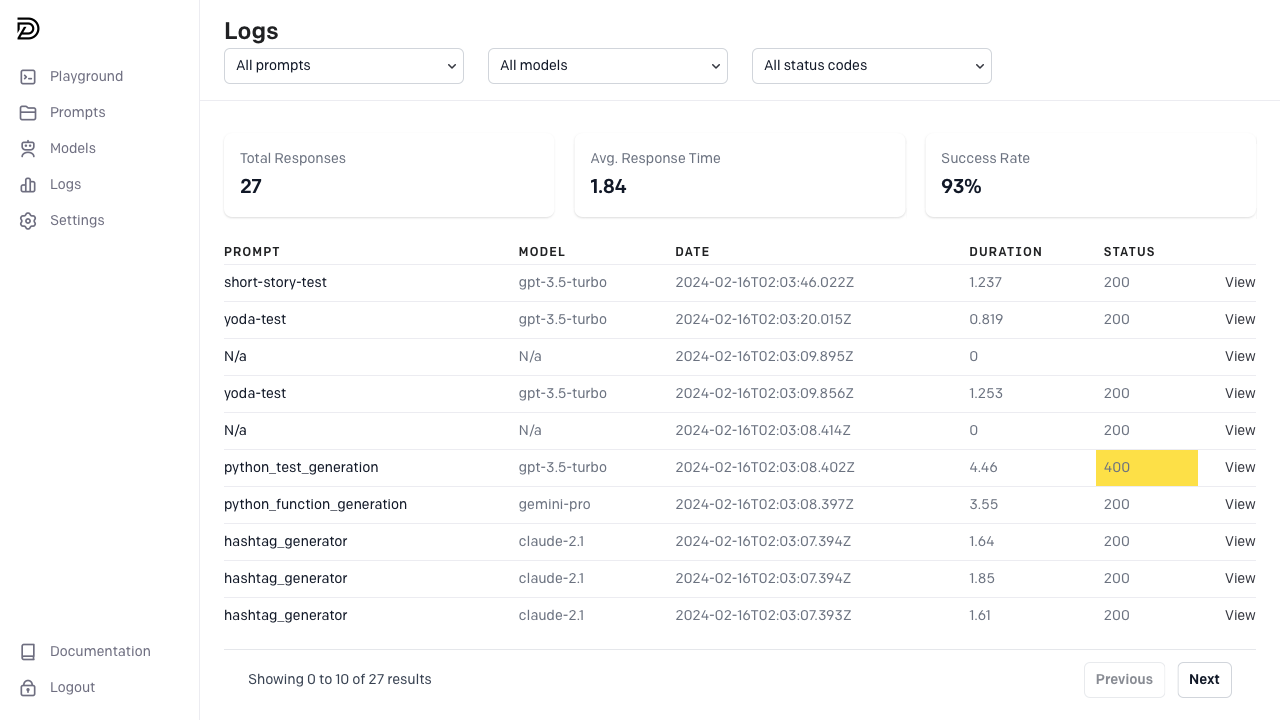 Logs
All prompts All models All status codes
Playground
Prompts
Models
Logs
Settings
Total Responses Avg. Response Time Success Rate
27 1.84 93%
PROMPT MODEL DATE DURATION STATUS
short-story-test gpt-3.5-turbo 2024-02-16T02:03:46.022Z 1.237 200 View
yoda-test gpt-3.5-turbo 2024-02-16T02:03:20.015Z 0.819 200 View
N/a N/a 2024-02-16T02:03:09.895Z 0 View
yoda-test gpt-3.5-turbo 2024-02-16T02:03:09.856Z 1.253 200 View
N/a N/a 2024-02-16T02:03:08.414Z 0 200 View
python_test_generation gpt-3.5-turbo 2024-02-16T02:03:08.402Z 4.46 400 View
python_function_generation gemini-pro 2024-02-16T02:03:08.397Z 3.55 200 View
hashtag_generator claude-2.1 2024-02-16T02:03:07.394Z 1.64 200 View
hashtag_generator claude-2.1 2024-02-16T02:03:07.394Z 1.85 200 View
hashtag_generator claude-2.1 2024-02-16T02:03:07.393Z 1.61 200 View
Documentation
Logout
Showing 0 to 10 of 27 results Previous Next